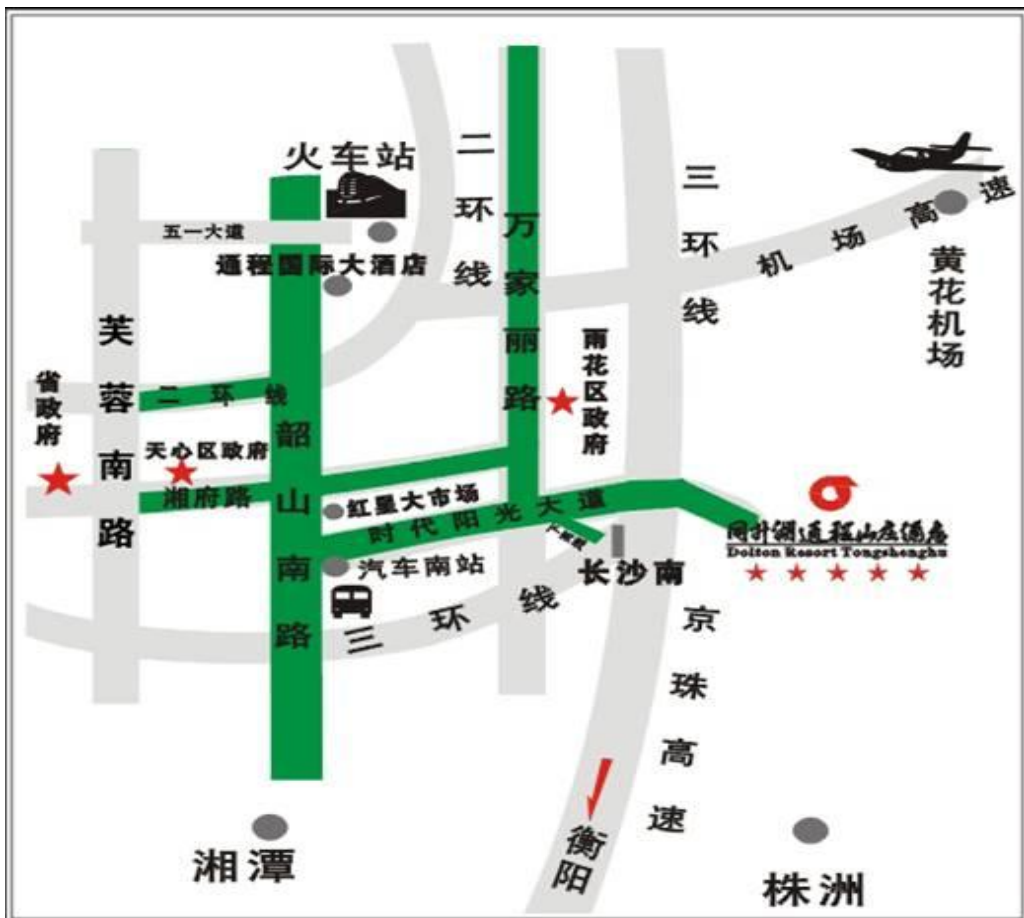 火车站
二环线
万家丽路
三环线
机场高速
黄花机场
五一大道
通程国际大酒店
芙蓉南路
省政府
二环线
雨花区政府
天心区政府
韶山南路
湘府路
红星大市场
时代阳光大道
汽车南站
长沙南
同升湖通程山庄酒店
Dolton Resort Tongshenghu
三环线
京珠高速
衡阳
湘潭
株洲